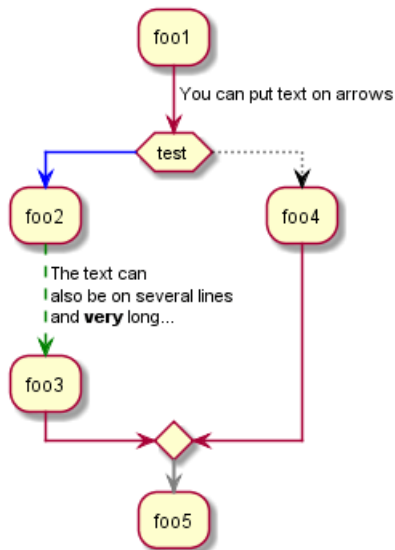 foo1
You can put text on arrows
test
foo2
foo4
The text can
also be on several lines
and very long...
foo3
foo5